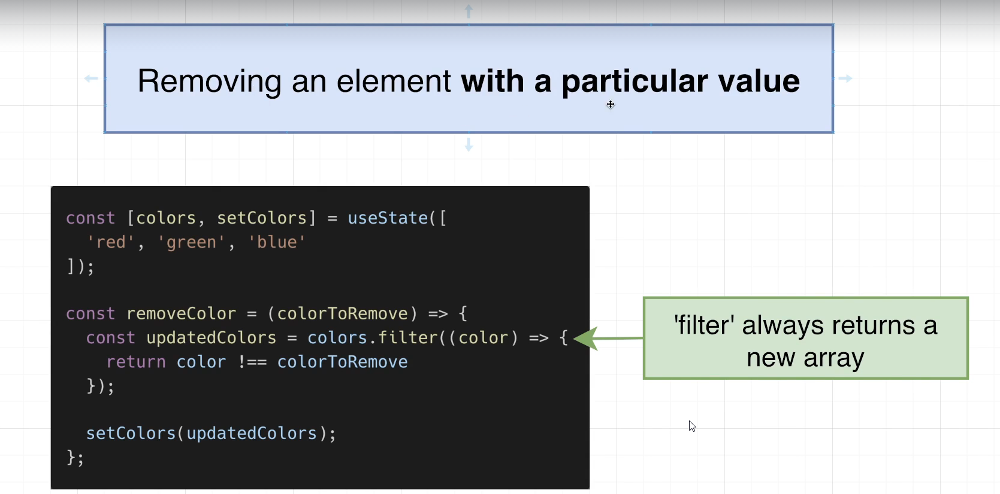 Removing an element with a particular value
const [colors, setColors] = useState([
  'red', 'green', 'blue'
]);
const removeColor = (colorToRemove) => {
  const updatedColors = colors.filter((color) => {
    return color !== colorToRemove
  });
  setColors(updatedColors);
};
'filter' always returns a
new array